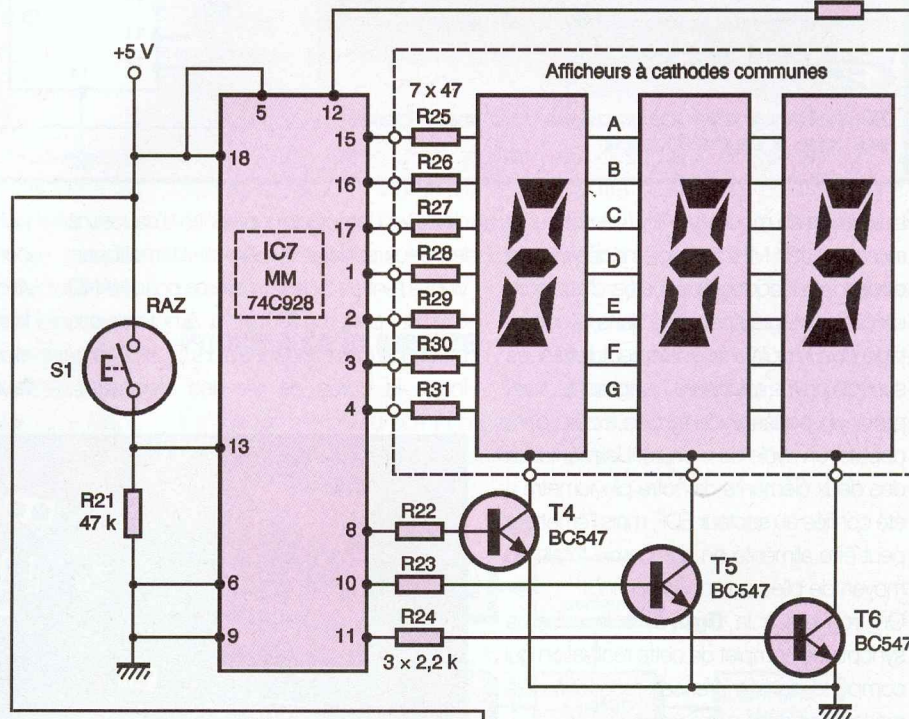 +5 V
Afficheurs à cathodes communes
7 x 47
5
12
15
R25
A
18
16
R26
B
17
R27
C
IC7
MM
74C928
1
R28
D
RAZ
2
R29
E
S1
3
R30
F
4
R31
G
13
R21
47 k
8
R22
T4
BC547
10
R23
T5
BC547
6
11
R24
T6
BC547
9
3 x 2,2 k